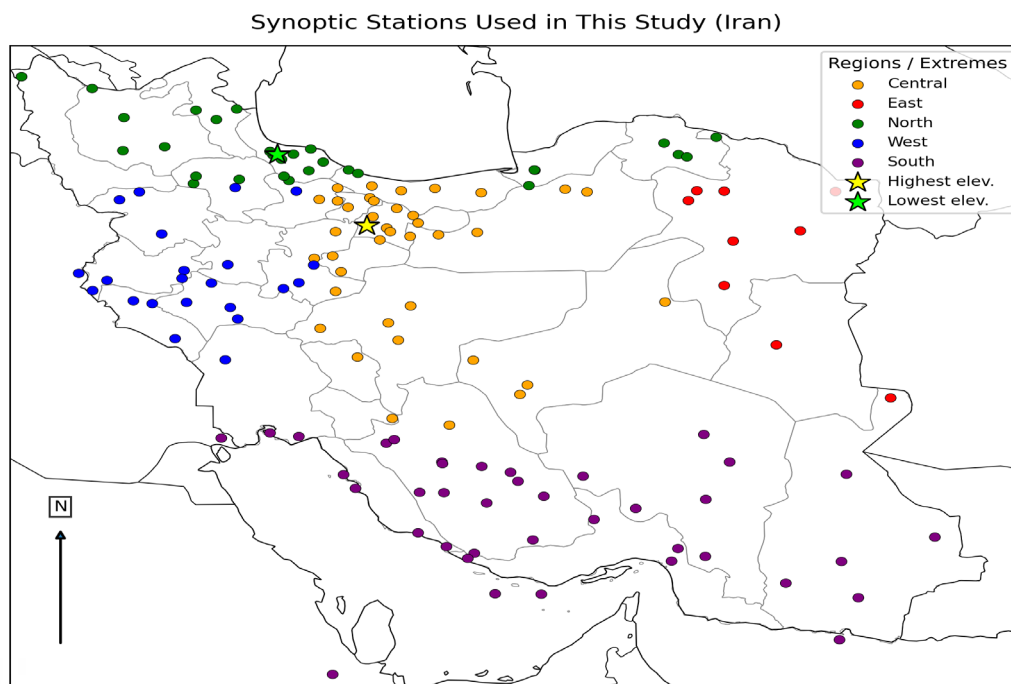 Synoptic Stations Used in This Study (Iran)
Regions / Extremes
Central
East
North
West
South
Highest elev.
Lowest elev.
N